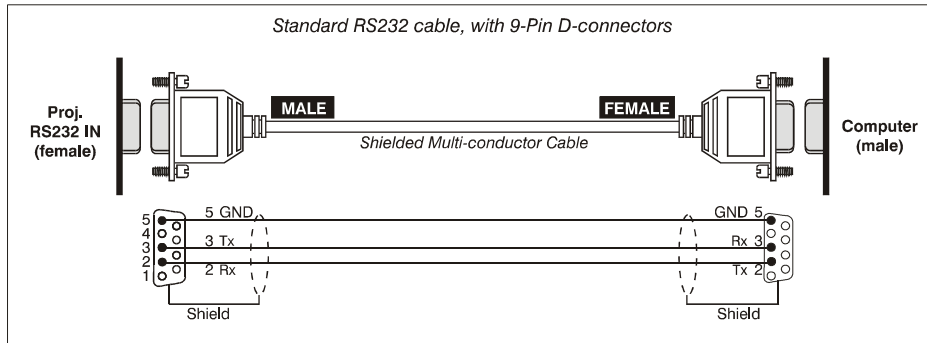 Standard RS232 cable, with 9-Pin D-connectors
MALE
FEMALE
Proj.
RS232 IN
(female)
Shielded Multi-conductor Cable
Computer
(male)
5 GND
GND 5
5
4
3 Tx
Rx 3
3
2
2 Rx
Tx 2
1
Shield
Shield